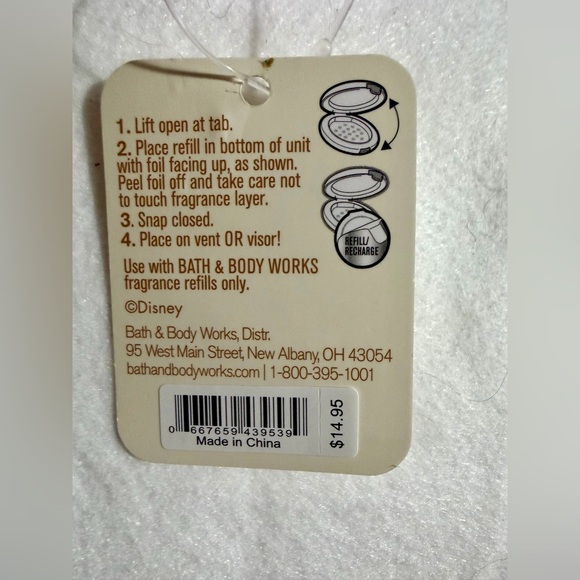 1. Lift open at tab.
2. Place refill in bottom of unit
with foil facing up, as shown.
Peel foil off and take care not
to touch fragrance layer.
3. Snap closed.
4. Place on vent OR visor!
REFILL/
RECHARGE
Use with BATH & BODY WORKS
fragrance refills only.
©Disney
Bath & Body Works, Distr.
95 West Main Street, New Albany, OH 43054
bathandbodyworks.com | 1-800-395-1001
0 667659 439539
Made in China
$14.95